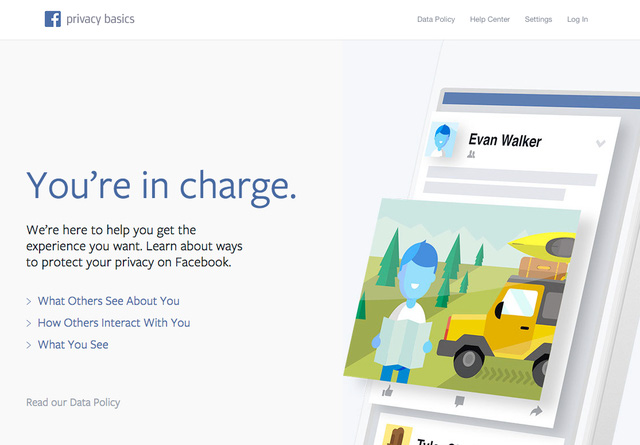 privacy basics
Data Policy
Help Center
Settings
Log In
Evan Walker
You're in charge.
We're here to help you get the
experience you want. Learn about ways
to protect your privacy on Facebook.
> What Others See About You
> How Others Interact With You
> What You See
Read our Data Policy